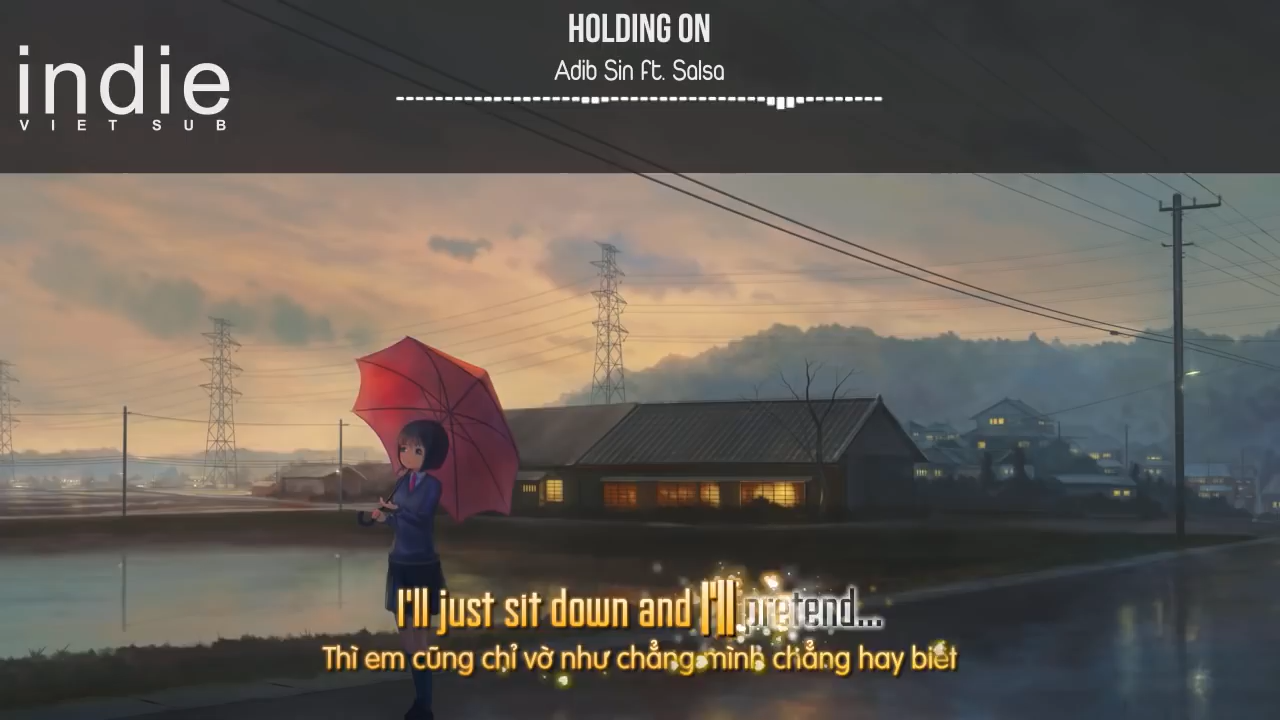 HOLDING ON
Adib Sin ft. Salsa
indie
VIET SUB
I'll just sit down and I'll pretend...
Thì em cũng chỉ vờ như chẳng mình chẳng hay biết